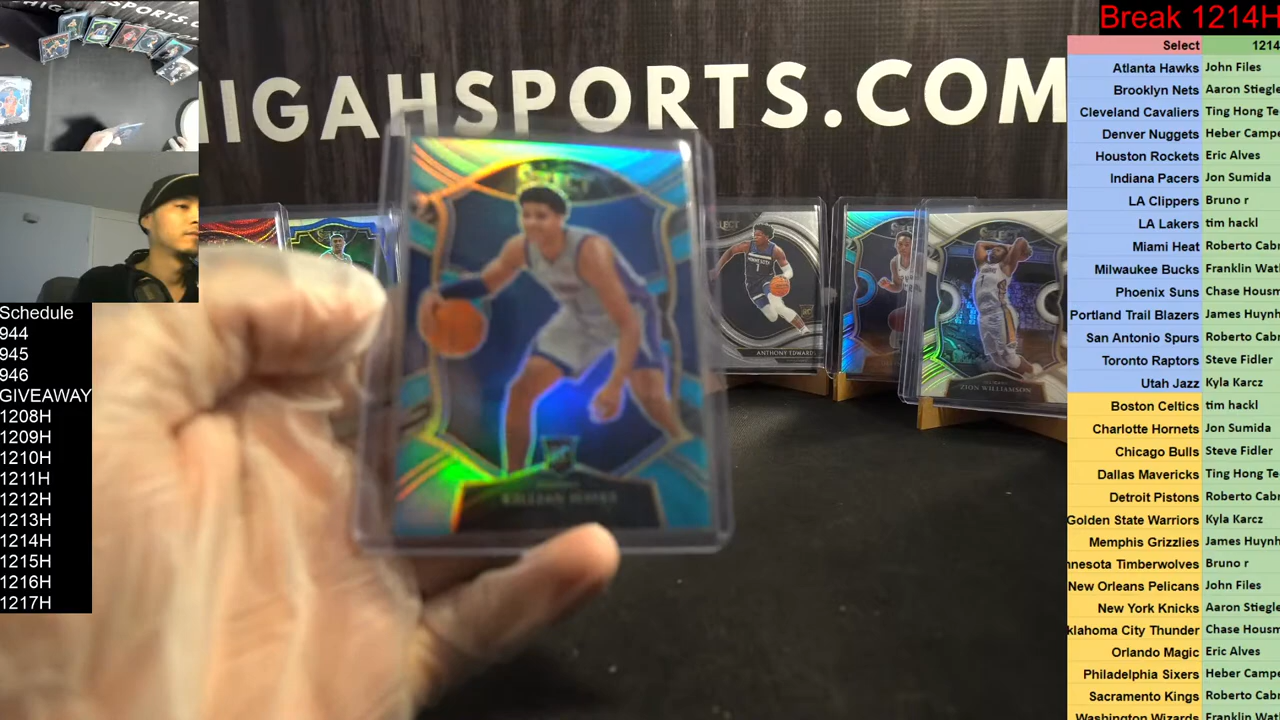 Break 1214H
Select 1214
Atlanta Hawks John Files
Brooklyn Nets Aaron Stiegle
Cleveland Cavaliers Ting Hong Te
Denver Nuggets Heber Campe
Houston Rockets Eric Alves
Indiana Pacers Jon Sumida
LA Clippers Bruno r
LA Lakers tim hackl
Miami Heat Roberto Cabr
Milwaukee Bucks Franklin Wat
Phoenix Suns Chase Housm
Portland Trail Blazers James Huynh
San Antonio Spurs Roberto Cabr
Toronto Raptors Steve Fidler
Utah Jazz Kyla Karcz
Boston Celtics tim hackl
Charlotte Hornets Jon Sumida
Chicago Bulls Steve Fidler
Dallas Mavericks Ting Hong Te
Detroit Pistons Roberto Cabr
Golden State Warriors Kyla Karcz
Memphis Grizzlies James Huynh
nnesota Timberwolves Bruno r
New Orleans Pelicans John Files
New York Knicks Aaron Stiegle
klahoma City Thunder Chase Housm
Orlando Magic Eric Alves
Philadelphia Sixers Heber Campe
Sacramento Kings Roberto Cabr
Washington Wizards Franklin Wat
Schedule
944
945
946
GIVEAWAY
1208H
1209H
1210H
1211H
1212H
1213H
1214H
1215H
1216H
1217H
HIGAHSPORTS.COM
SELECT
KILLIAN HAYES
SELECT
ANTHONY EDWARDS
ZION WILLIAMSON